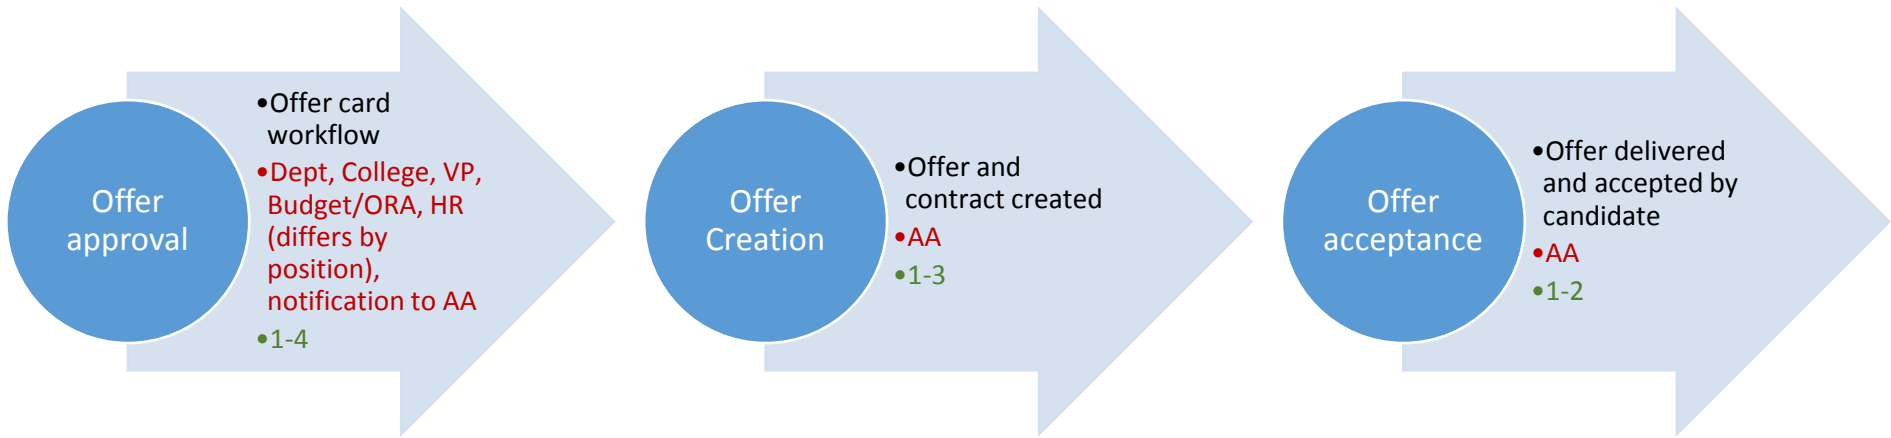 Offer
approval
•Offer card
workflow
•Dept, College, VP,
Budget/ORA, HR
(differs by
position),
notification to AA
•1-4
Offer
Creation
•Offer and
contract created
•AA
•1-3
Offer
acceptance
•Offer delivered
and accepted by
candidate
•AA
•1-2